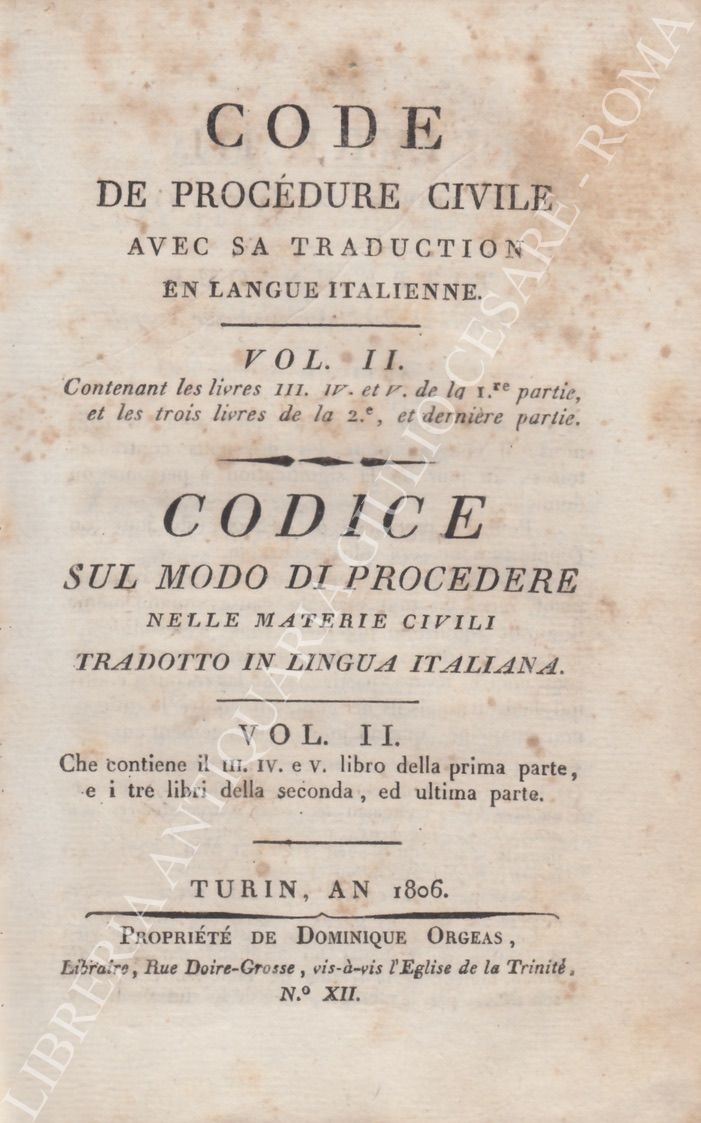 CODE
DE PROCÉDURE CIVILE
AVEC SA TRADUCTION
EN LANGUE ITALIENNE.
VOL. II.
Contenant les livres III. IV. et V. de la 1.re partie,
et les trois livres de la 2.e, et dernière partie.
CODICE
SUL MODO DI PROCEDERE
NELLE MATERIE CIVILI
TRADOTTO IN LINGUA ITALIANA.
VOL. II.
Che contiene il III. IV. e V. libro della prima parte,
e i tre libri della seconda, ed ultima parte.
TURIN, AN 1806.
PROPRIÉTÉ DE DOMINIQUE ORGEAS,
Libraire, Rue Doire-Grosse, vis-à-vis l'Eglise de la Trinité,
N.º XII.
LIBRERIA ANTIQUARIA GIULIO CESARE - ROMA